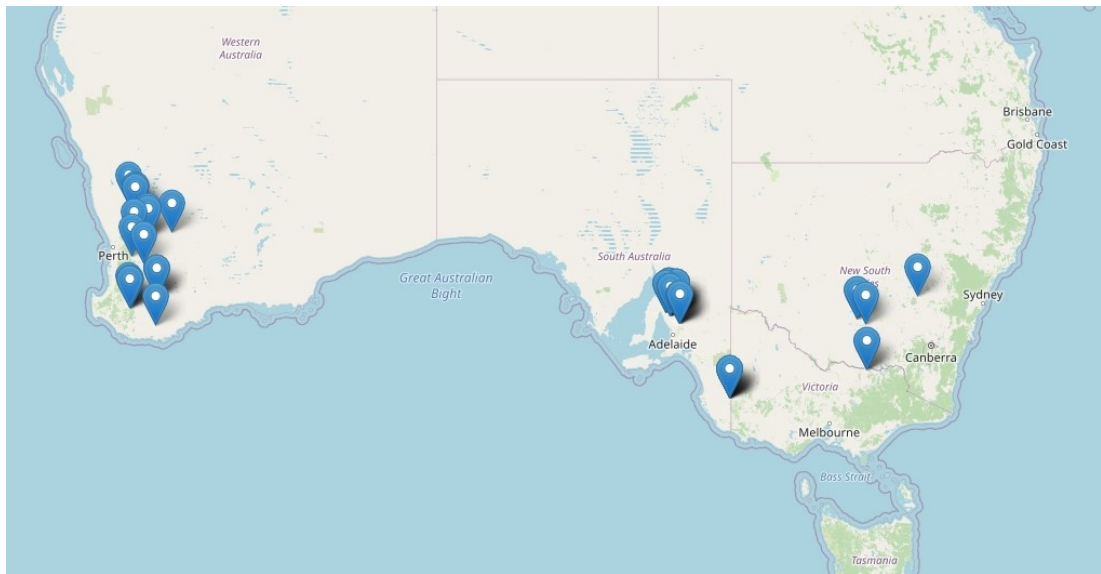 Western
Australia
Brisbane
Gold Coast
Perth
South Australia
Great Australian
Bight
New South
Sydney
Adelaide
Canberra
Victoria
Melbourne
Bass Strait
Tasmania